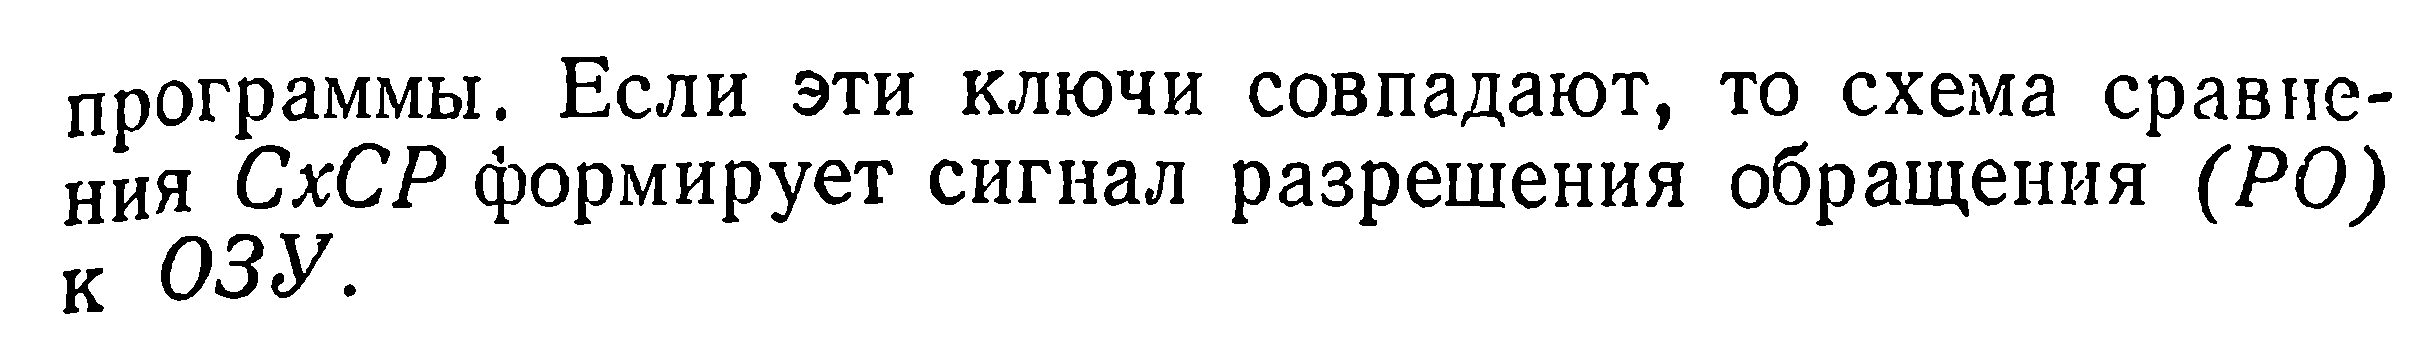 программы. Если эти ключи совпадают, то схема сравне-
ния СхСР формирует сигнал разрешения обращения (РО)
к ОЗУ.